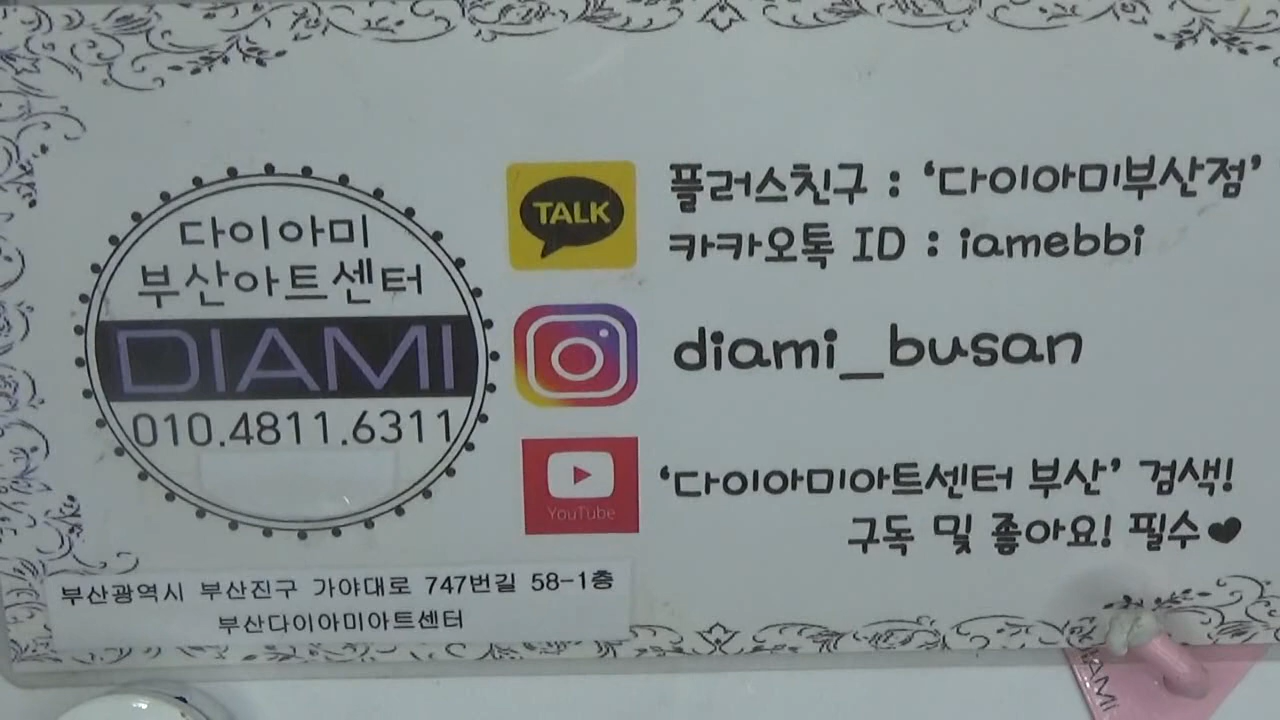 다이아미
부산아트센터
DIAMI
010.4811.6311
TALK
플러스친구 : ‘다이아미부산점’
카카오톡 ID : iamebbi
diami_busan
YouTube
‘다이아미아트센터 부산’ 검색!
구독 및 좋아요! 필수♥
부산광역시 부산진구 가야대로 747번길 58-1층
부산다이아미아트센터
DIAMI